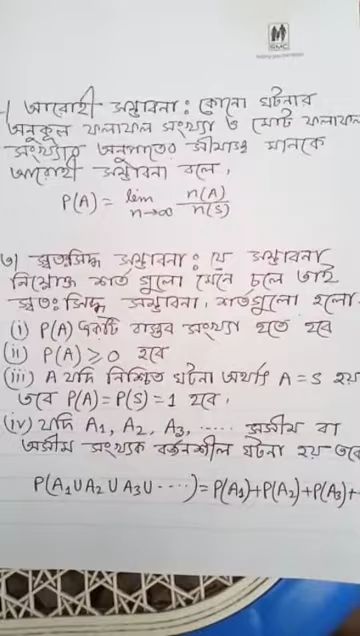 SMC
আরোহী সম্ভাবনা : কোনো ঘটনার
অনুকূল ফলাফল সংখ্যা ও মোট ফলাফল
সংখ্যার অনুপাতের সীমান্ত মানকে
আরোহী সম্ভাবনা বলে।
P(A) = lim n→∞ n(A)/n(S)
৩) স্বতঃসিদ্ধ সম্ভাবনা : যে সম্ভাবনা
নিম্নোক্ত শর্ত গুলো মেনে চলে তাই
স্বতঃসিদ্ধ সম্ভাবনা। শর্তগুলো হলো-
(i) P(A) একটি বাস্তব সংখ্যা হতে হবে
(ii) P(A) ≥ 0 হবে
(iii) A যদি নিশ্চিত ঘটনা অর্থাৎ A = S হয়
তবে P(A) = P(S) = 1 হবে।
(iv) যদি A₁, A₂, A₃, ..... সসীম বা
অসীম সংখ্যক বর্জনশীল ঘটনা হয় তবে
P(A₁∪A₂∪A₃∪.....) = P(A₁)+P(A₂)+P(A₃)+